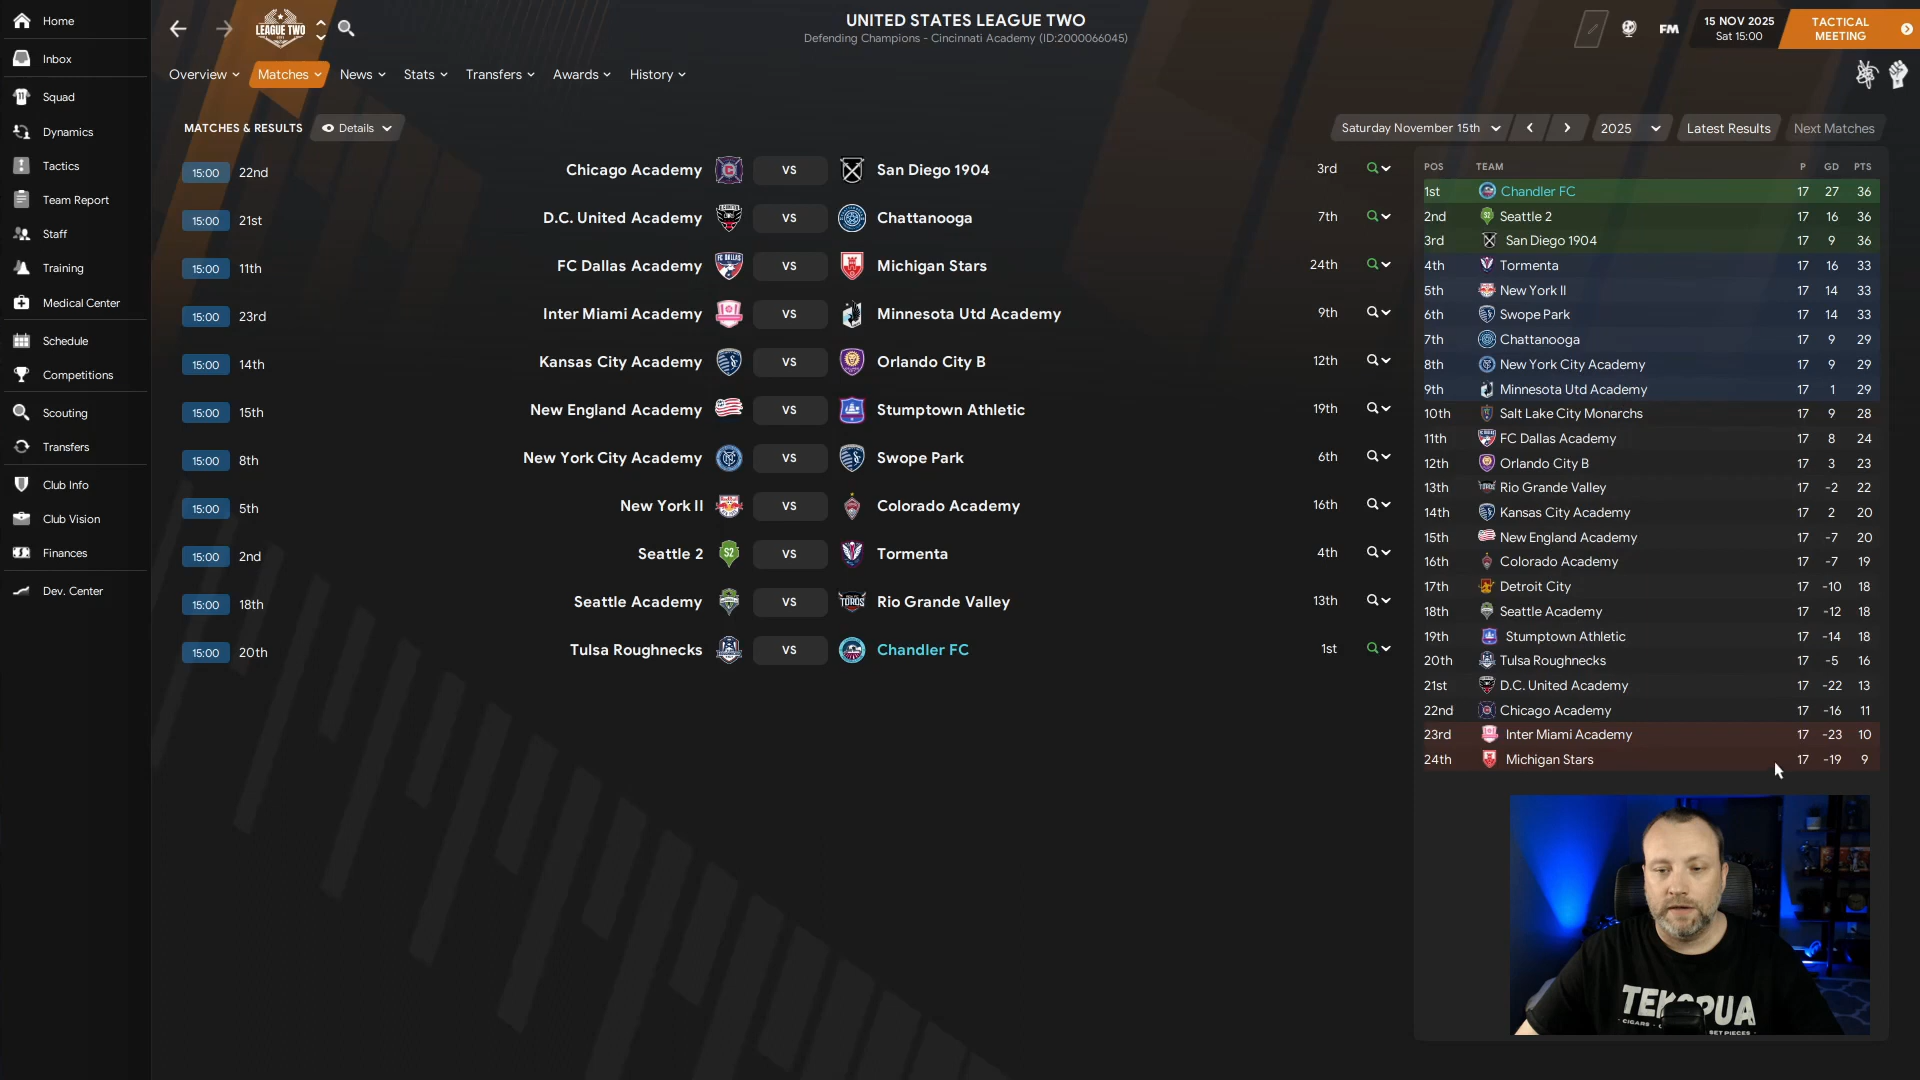 Home
Inbox
Squad
Dynamics
Tactics
Team Report
Staff
Training
Medical Center
Schedule
Competitions
Scouting
Transfers
Club Info
Club Vision
Finances
Dev. Center
LEAGUE TWO
UNITED STATES LEAGUE TWO
Defending Champions - Cincinnati Academy (ID:2000066045)
FM
15 NOV 2025
Sat 15:00
TACTICAL MEETING
Overview Matches News Stats Transfers Awards History
MATCHES & RESULTS Details
Saturday November 15th 2025 Latest Results Next Matches
15:00 22nd Chicago Academy VS San Diego 1904 3rd
15:00 21st D.C. United Academy VS Chattanooga 7th
15:00 11th FC Dallas Academy VS Michigan Stars 24th
15:00 23rd Inter Miami Academy VS Minnesota Utd Academy 9th
15:00 14th Kansas City Academy VS Orlando City B 12th
15:00 15th New England Academy VS Stumptown Athletic 19th
15:00 8th New York City Academy VS Swope Park 6th
15:00 5th New York II VS Colorado Academy 16th
15:00 2nd Seattle 2 VS Tormenta 4th
15:00 18th Seattle Academy VS Rio Grande Valley 13th
15:00 20th Tulsa Roughnecks VS Chandler FC 1st
POS TEAM P GD PTS
1st Chandler FC 17 27 36
2nd Seattle 2 17 16 36
3rd San Diego 1904 17 9 36
4th Tormenta 17 16 33
5th New York II 17 14 33
6th Swope Park 17 14 33
7th Chattanooga 17 9 29
8th New York City Academy 17 9 29
9th Minnesota Utd Academy 17 1 29
10th Salt Lake City Monarchs 17 9 28
11th FC Dallas Academy 17 8 24
12th Orlando City B 17 3 23
13th Rio Grande Valley 17 -2 22
14th Kansas City Academy 17 2 20
15th New England Academy 17 -7 20
16th Colorado Academy 17 -7 19
17th Detroit City 17 -10 18
18th Seattle Academy 17 -12 18
19th Stumptown Athletic 17 -14 18
20th Tulsa Roughnecks 17 -5 16
21st D.C. United Academy 17 -22 13
22nd Chicago Academy 17 -16 11
23rd Inter Miami Academy 17 -23 10
24th Michigan Stars 17 -19 9
SET PIECES